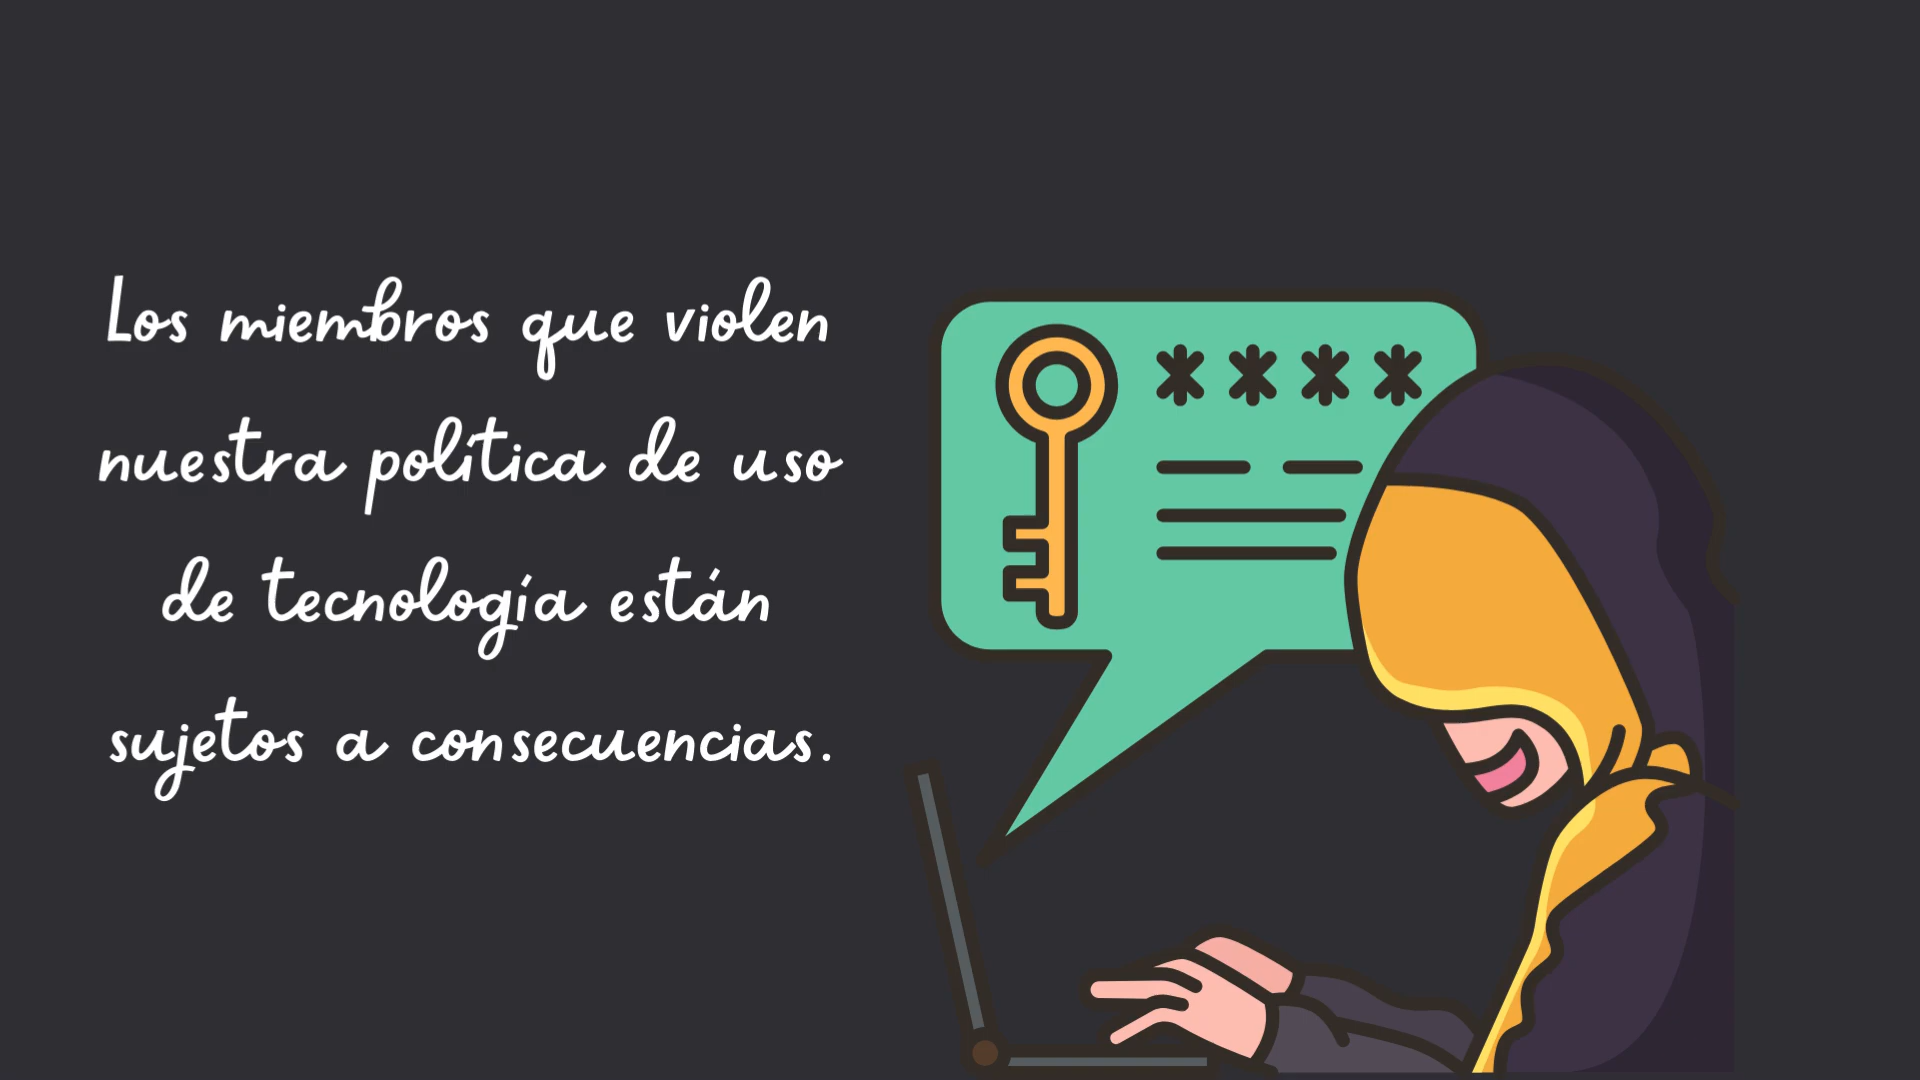 Los miembros que violen
nuestra política de uso
de tecnología están
sujetos a consecuencias.
****